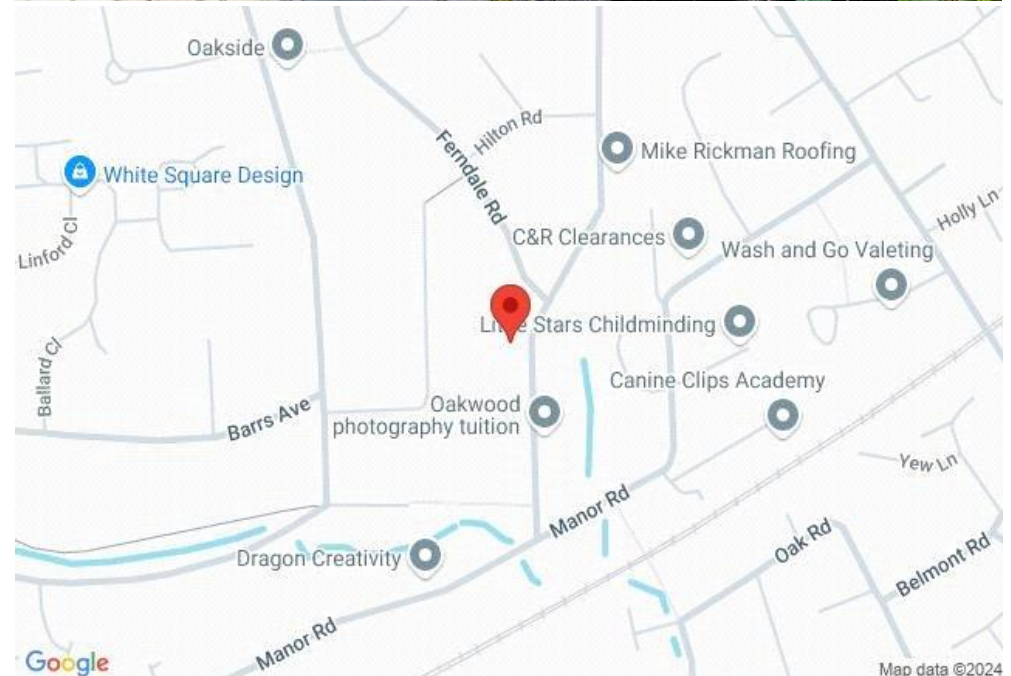 Oakside
Hilton Rd
Ferndale Rd
Mike Rickman Roofing
White Square Design
Holly Ln
Linford Cl
C&R Clearances
Wash and Go Valeting
Little Stars Childminding
Ballard Cl
Canine Clips Academy
Barrs Ave
Oakwood
photography tuition
Yew Ln
Manor Rd
Oak Rd
Dragon Creativity
Belmont Rd
Manor Rd
Google
Map data ©2024